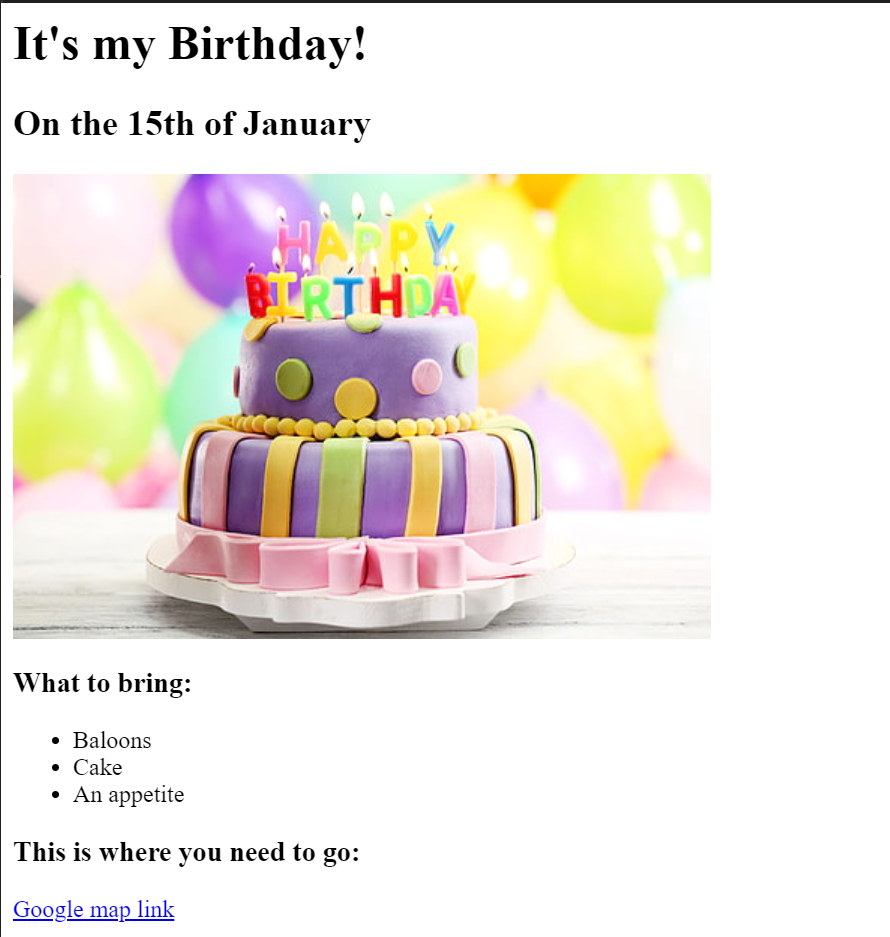 It's my Birthday!
On the 15th of January
HAPPY
BIRTHDAY
What to bring:
Baloons
Cake
An appetite
This is where you need to go:
Google map link